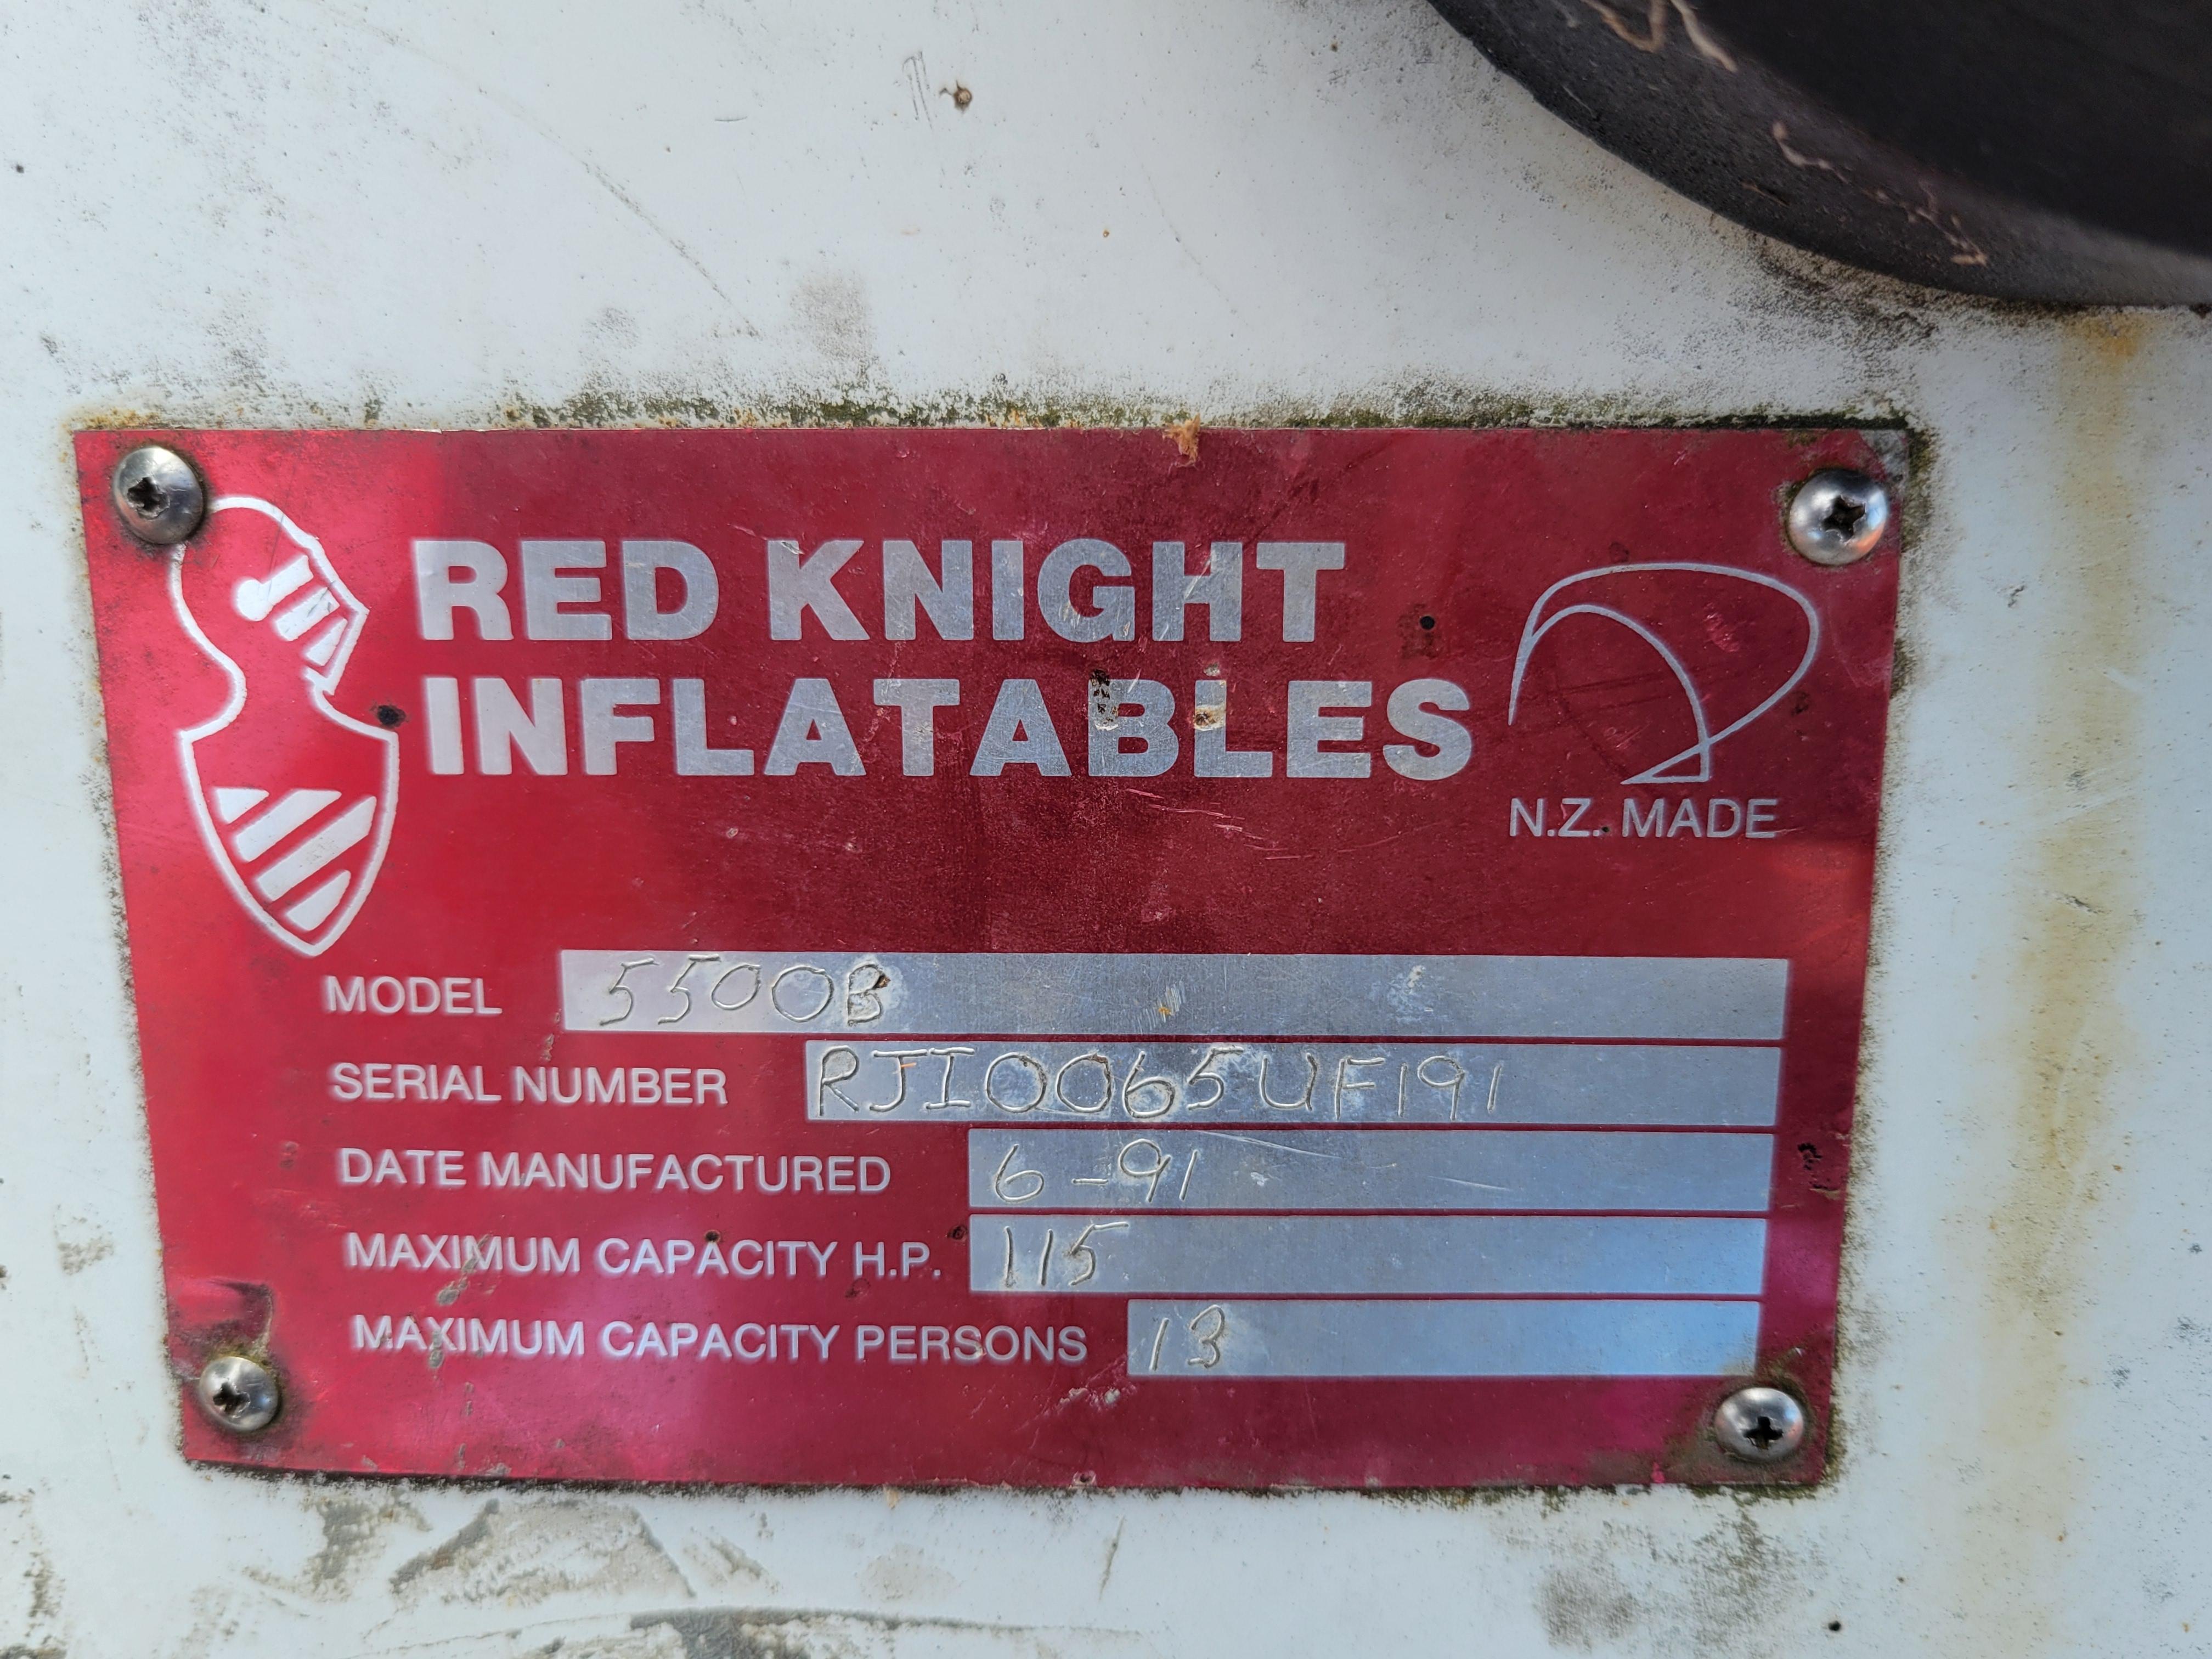 RED KNIGHT
INFLATABLES
N.Z. MADE
MODEL 5500B
SERIAL NUMBER RJI0065UF191
DATE MANUFACTURED 6-91
MAXIMUM CAPACITY H.P. 115
MAXIMUM CAPACITY PERSONS 13